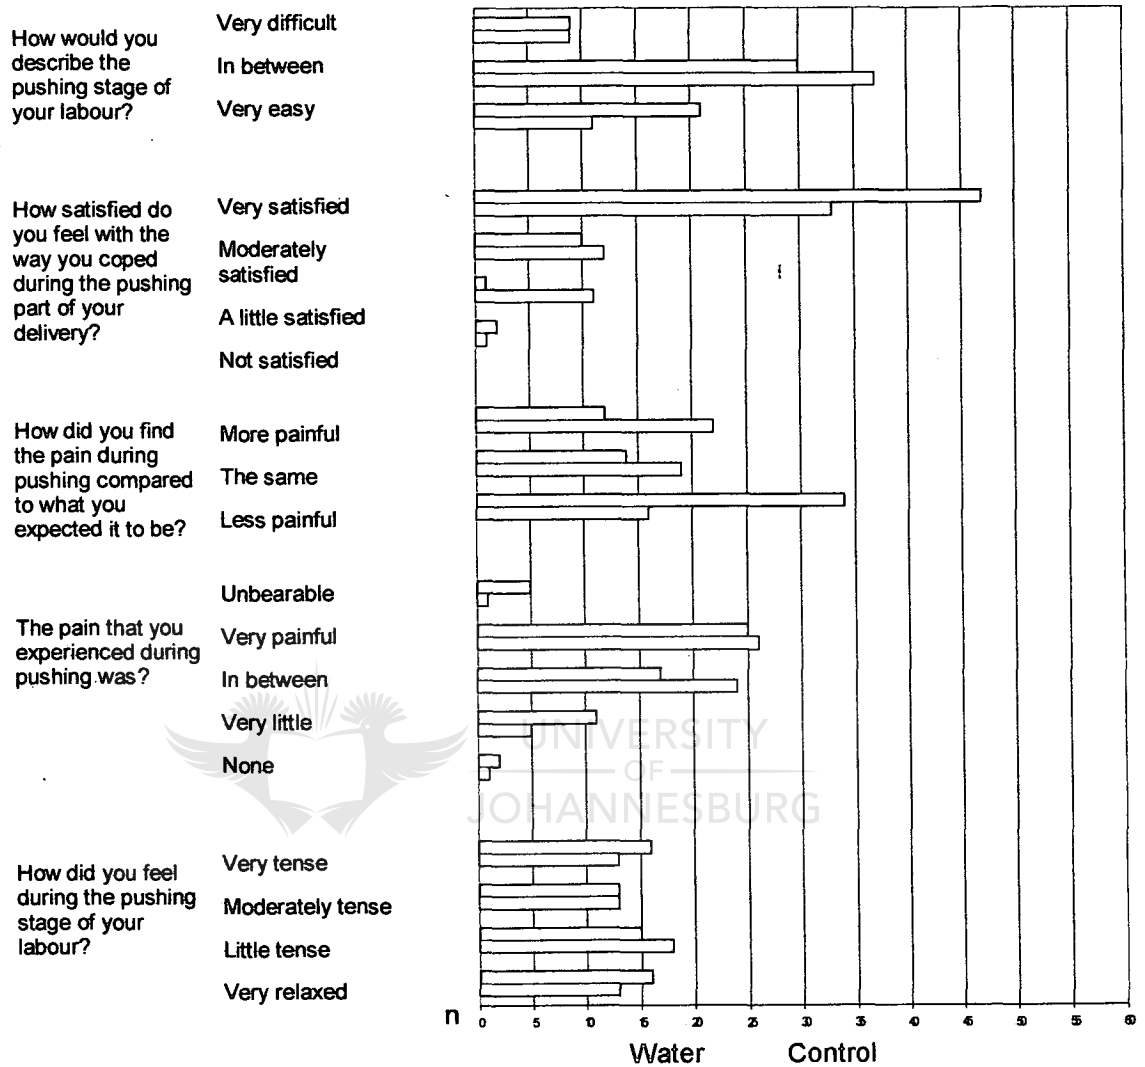 How would you
describe the
pushing stage of
your labour?
Very difficult
In between
Very easy
How satisfied do
you feel with the
way you coped
during the pushing
part of your
delivery?
Very satisfied
Moderately
satisfied
A little satisfied
Not satisfied
How did you find
the pain during
pushing compared
to what you
expected it to be?
More painful
The same
Less painful
The pain that you
experienced during
pushing was?
Unbearable
Very painful
In between
Very little
None
UNIVERSITY
OF
JOHANNESBURG
How did you feel
during the pushing
stage of your
labour?
Very tense
Moderately tense
Little tense
Very relaxed
n 0 5 10 15 20 25 30 35 40 45 50 55 60
Water Control